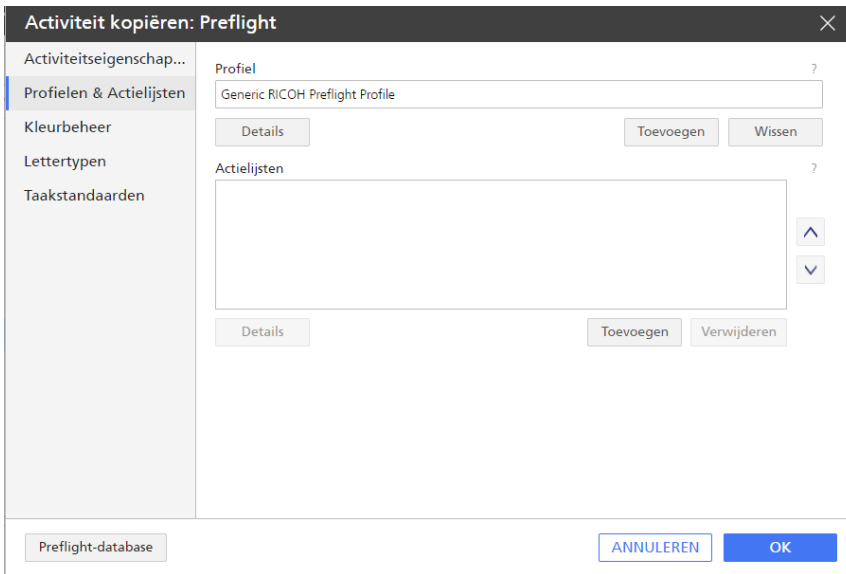 Activiteit kopiëren: Preflight
Activiteitseigenschap...
Profielen & Actielijsten
Kleurbeheer
Lettertypen
Taakstandaarden
Profiel
?
Generic RICOH Preflight Profile
Details
Toevoegen
Wissen
Actielijsten
?
Details
Toevoegen
Verwijderen
Preflight-database
ANNULEREN
OK